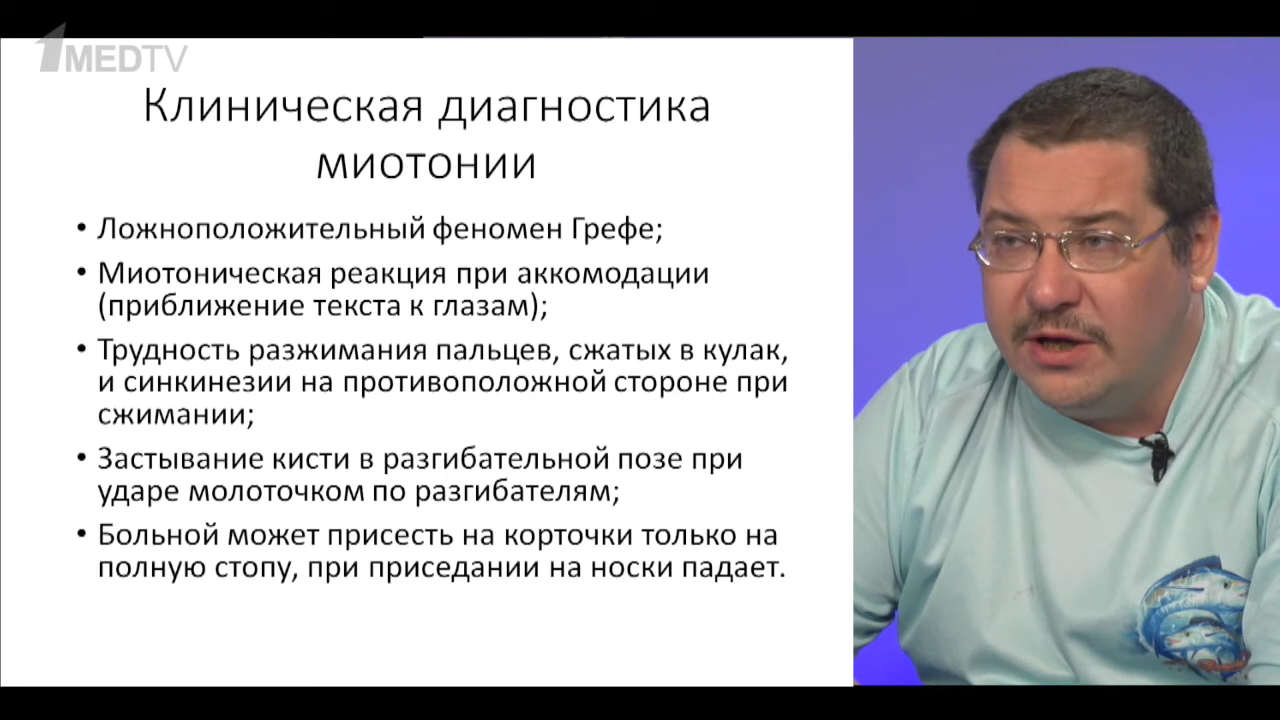 1MEDTV
Клиническая диагностика
миотонии
• Ложноположительный феномен Грефе;
• Миотоническая реакция при аккомодации
(приближение текста к глазам);
• Трудность разжимания пальцев, сжатых в кулак,
и синкинезии на противоположной стороне при
сжимании;
• Застывание кисти в разгибательной позе при
ударе молоточком по разгибателям;
• Больной может присесть на корточки только на
полную стопу, при приседании на носки падает.